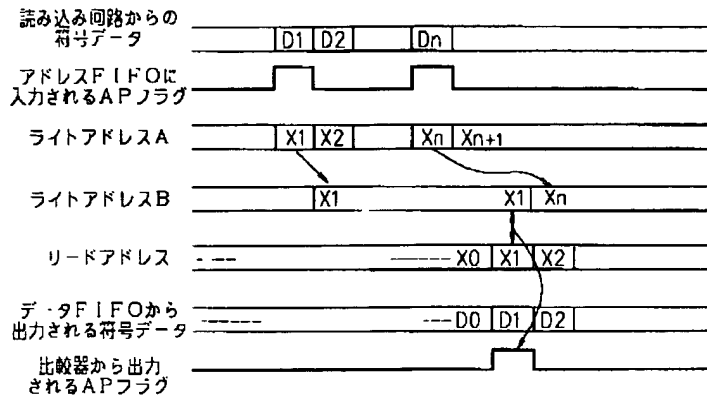 読み込み回路からの
符号データ
D1 D2 Dn
アドレスFIFOに
入力されるAPフラグ
ライトアドレスA
X1 X2 Xn Xn+1
ライトアドレスB
X1 X1 Xn
リードアドレス
X0 X1 X2
データFIFOから
出力される符号データ
D0 D1 D2
比較器から出力
されるAPフラグ